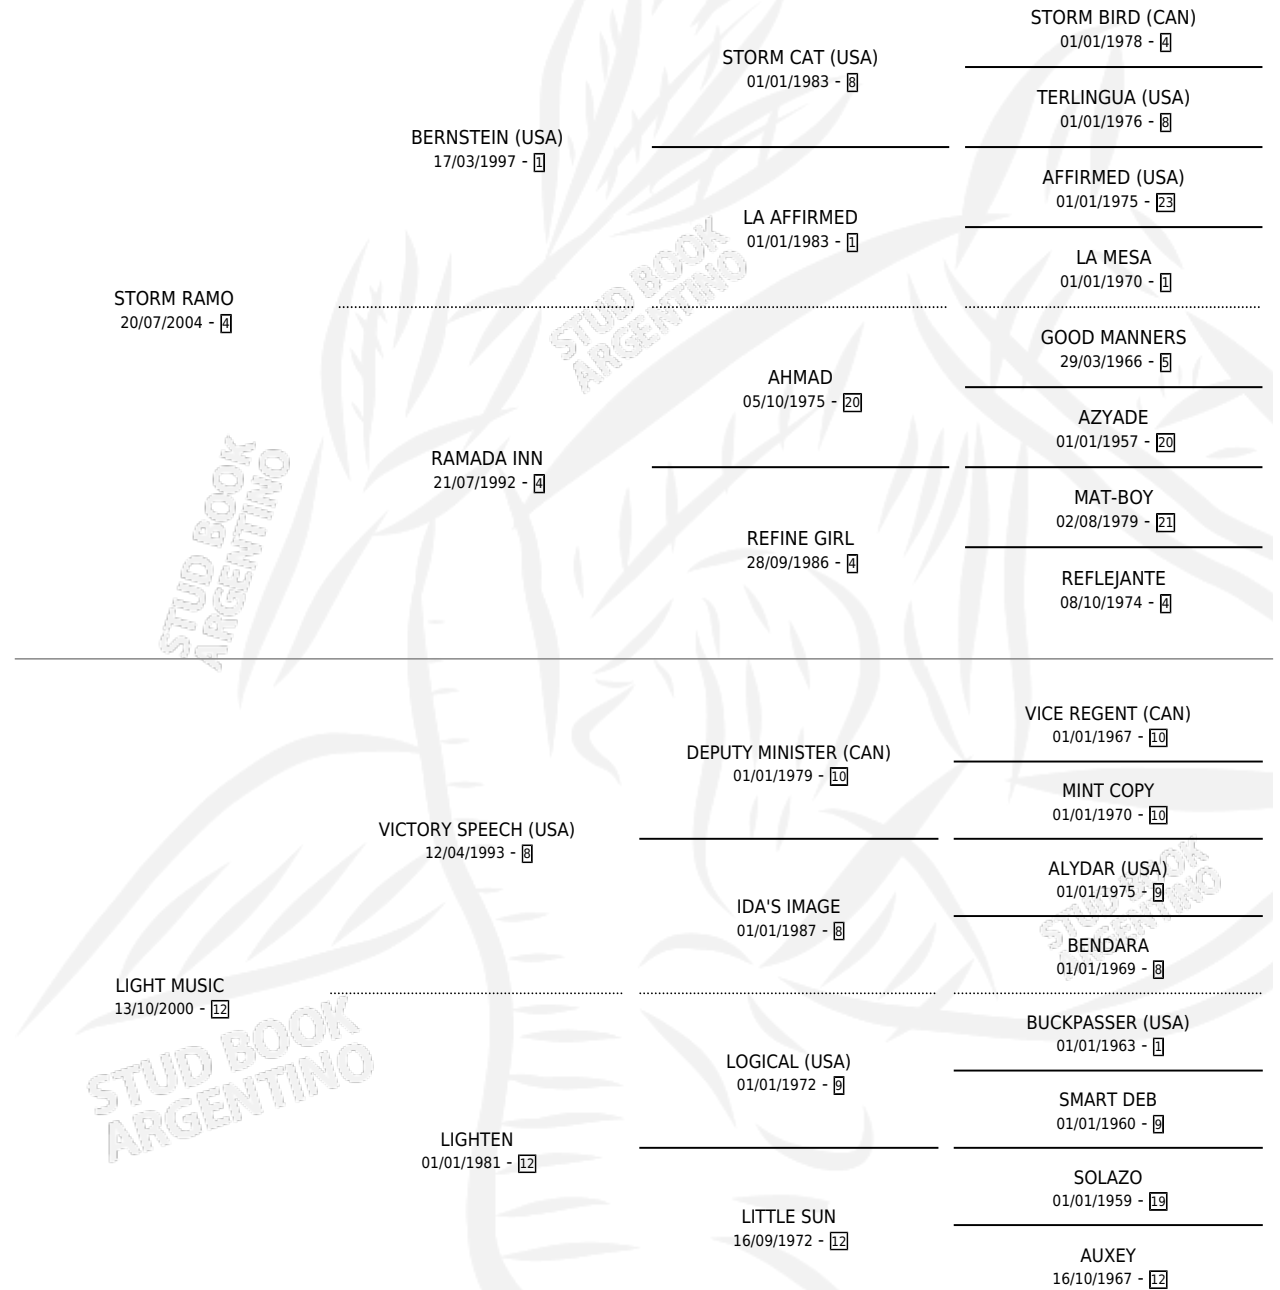 STORM BIRD (CAN)
01/01/1978 - 4
STORM CAT (USA)
01/01/1983 - 8
TERLINGUA (USA)
01/01/1976 - 8
BERNSTEIN (USA)
17/03/1997 - 1
AFFIRMED (USA)
01/01/1975 - 23
LA AFFIRMED
01/01/1983 - 1
LA MESA
01/01/1970 - 1
STORM RAMO
20/07/2004 - 4
GOOD MANNERS
29/03/1966 - 5
AHMAD
05/10/1975 - 20
AZYADE
01/01/1957 - 20
RAMADA INN
21/07/1992 - 4
MAT-BOY
02/08/1979 - 21
REFINE GIRL
28/09/1986 - 4
REFLEJANTE
08/10/1974 - 4
VICE REGENT (CAN)
01/01/1967 - 10
DEPUTY MINISTER (CAN)
01/01/1979 - 10
MINT COPY
01/01/1970 - 10
VICTORY SPEECH (USA)
12/04/1993 - 8
ALYDAR (USA)
01/01/1975 - 9
IDA'S IMAGE
01/01/1987 - 8
BENDARA
01/01/1969 - 8
LIGHT MUSIC
13/10/2000 - 12
BUCKPASSER (USA)
01/01/1963 - 1
LOGICAL (USA)
01/01/1972 - 9
SMART DEB
01/01/1960 - 9
LIGHTEN
01/01/1981 - 12
SOLAZO
01/01/1959 - 19
LITTLE SUN
16/09/1972 - 12
AUXEY
16/10/1967 - 12
STUD BOOK
ARGENTINO
STUD BOOK
ARGENTINO
STUD BOOK
ARGENTINO
STUD BOOK
ARGENTINO